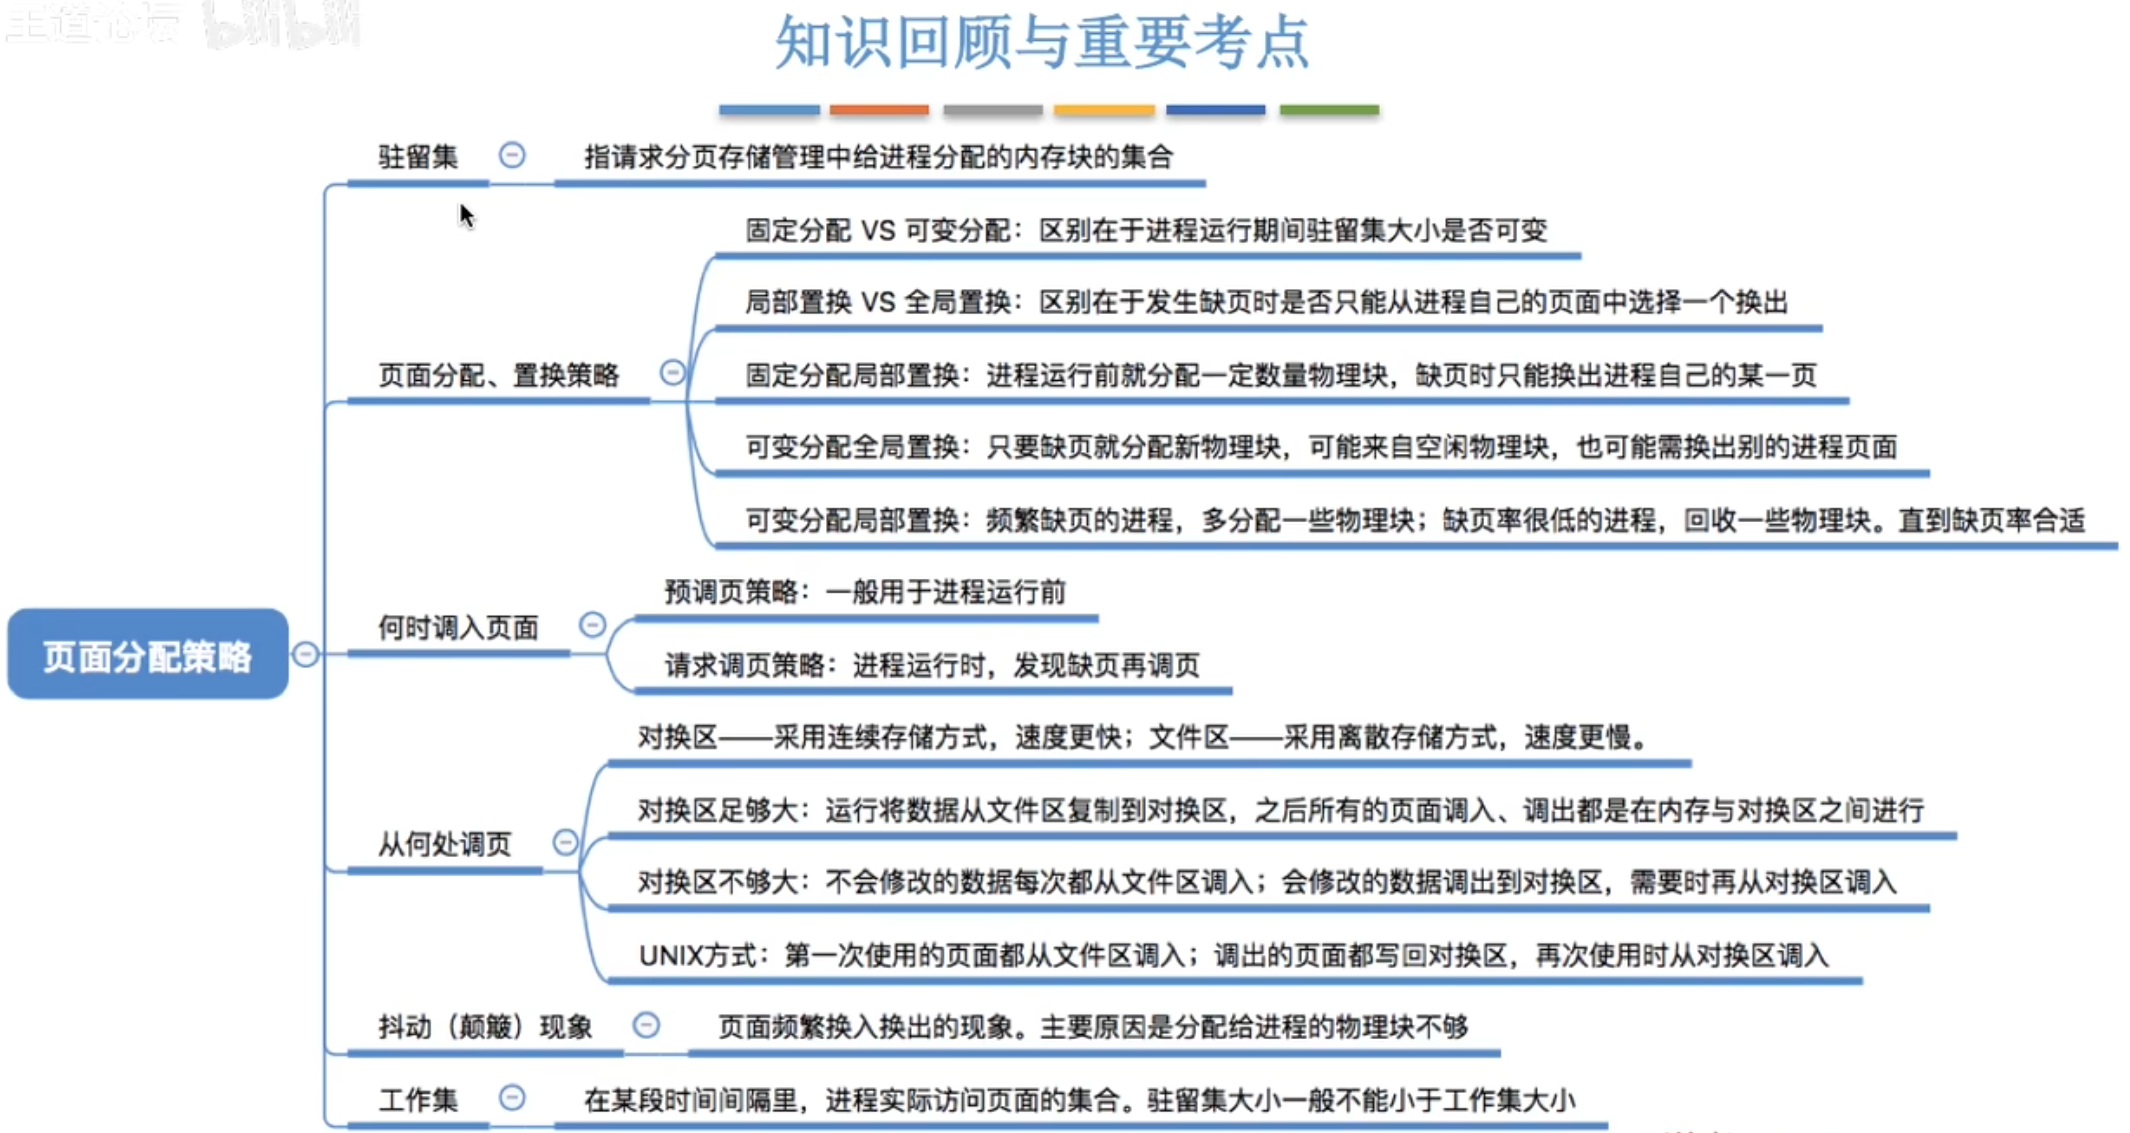 王道论坛 bilibili
知识回顾与重要考点
驻留集
指请求分页存储管理中给进程分配的内存块的集合
页面分配、置换策略
固定分配 VS 可变分配：区别在于进程运行期间驻留集大小是否可变
局部置换 VS 全局置换：区别在于发生缺页时是否只能从进程自己的页面中选择一个换出
固定分配局部置换：进程运行前就分配一定数量物理块，缺页时只能换出进程自己的某一页
可变分配全局置换：只要缺页就分配新物理块，可能来自空闲物理块，也可能需换出别的进程页面
可变分配局部置换：频繁缺页的进程，多分配一些物理块；缺页率很低的进程，回收一些物理块。直到缺页率合适
页面分配策略
何时调入页面
预调页策略：一般用于进程运行前
请求调页策略：进程运行时，发现缺页再调页
从何处调页
对换区——采用连续存储方式，速度更快；文件区——采用离散存储方式，速度更慢。
对换区足够大：运行将数据从文件区复制到对换区，之后所有的页面调入、调出都是在内存与对换区之间进行
对换区不够大：不会修改的数据每次都从文件区调入；会修改的数据调出到对换区，需要时再从对换区调入
UNIX方式：第一次使用的页面都从文件区调入；调出的页面都写回对换区，再次使用时从对换区调入
抖动（颠簸）现象
页面频繁换入换出的现象。主要原因是分配给进程的物理块不够
工作集
在某段时间间隔里，进程实际访问页面的集合。驻留集大小一般不能小于工作集大小